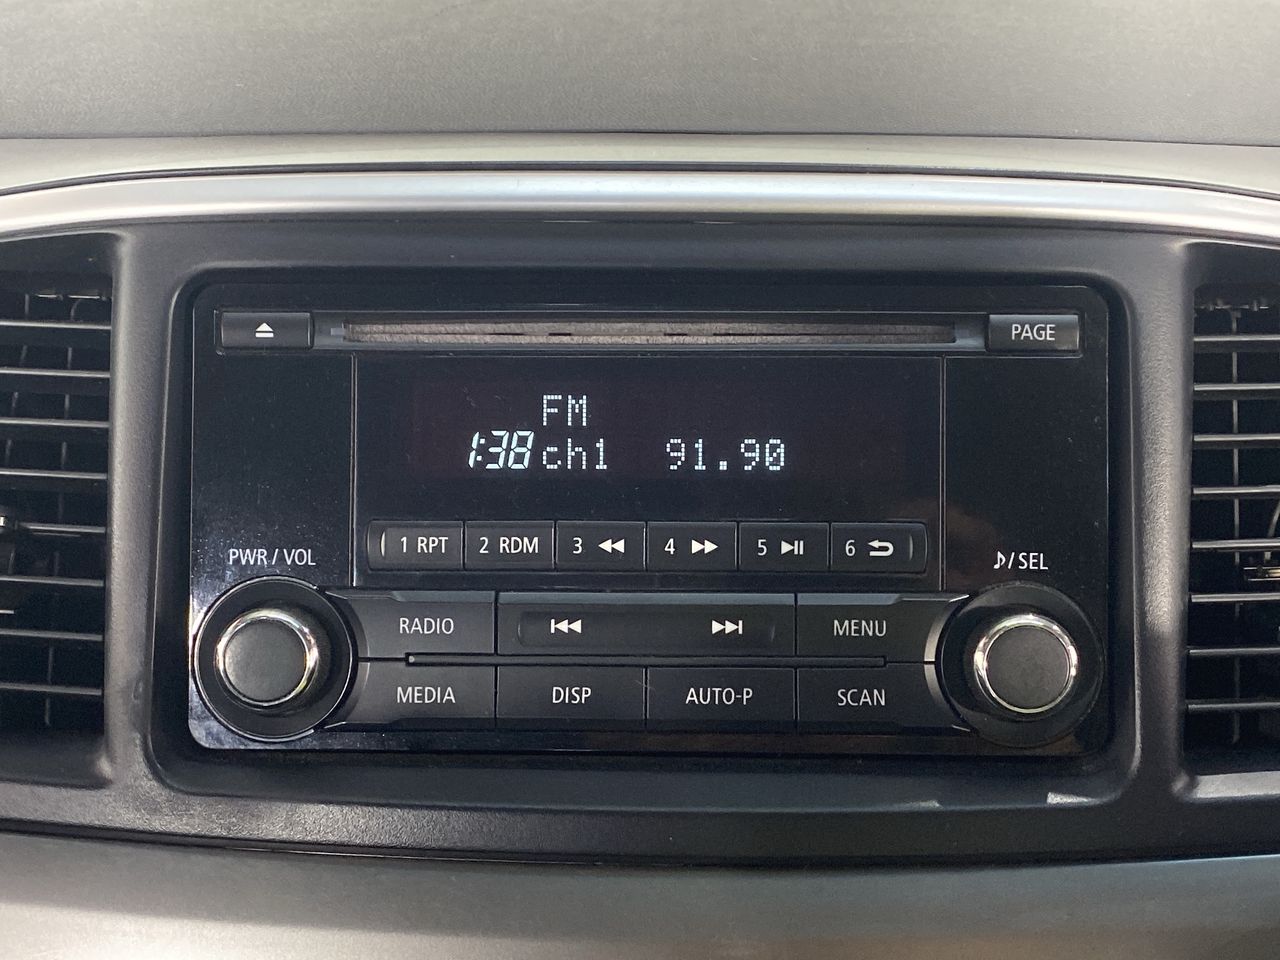 PAGE
FM
1:38 ch1 91.90
1 RPT 2 RDM 3 4 5 6
PWR / VOL
♪/ SEL
RADIO
MENU
MEDIA DISP AUTO-P SCAN